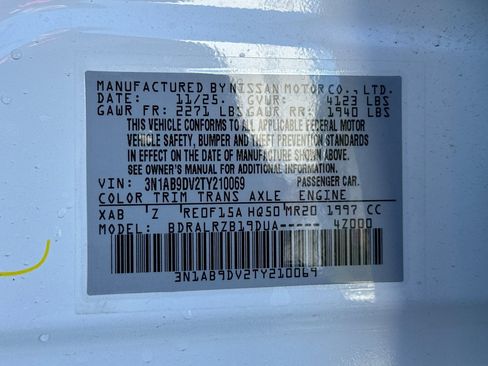 MANUFACTURED BY NISSAN MOTOR CO., LTD.
DATE: 11/25. GVWR: 4123 LBS
GAWR FR: 2271 LBS GAWR RR: 1940 LBS
THIS VEHICLE CONFORMS TO ALL APPLICABLE FEDERAL MOTOR
VEHICLE SAFETY, BUMPER AND THEFT PREVENTION STANDARDS
IN EFFECT ON THE DATE OF MANUFACTURE SHOWN ABOVE.
SEE OWNER'S MANUAL FOR ADDITIONAL INFORMATION.
VIN: 3N1AB9DV2TY210069 PASSENGER CAR.
COLOR TRIM TRANS AXLE ENGINE
XAB Z RE0F15A HQ50 MR20 1997 CC
MODEL: BDRALRZB19DUA----- 4Z000
3N1AB9DV2TY210069